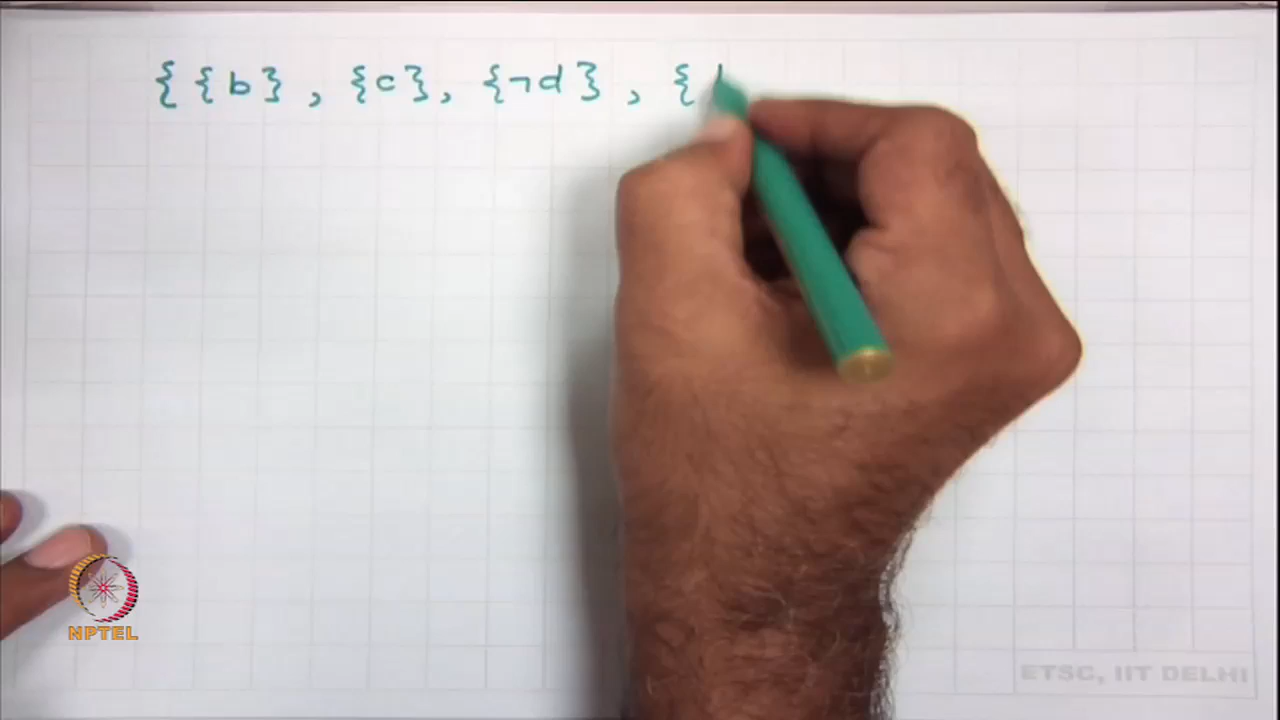 { { b } , { c } , { ¬d } , {
NPTEL
ETSC, IIT DELHI